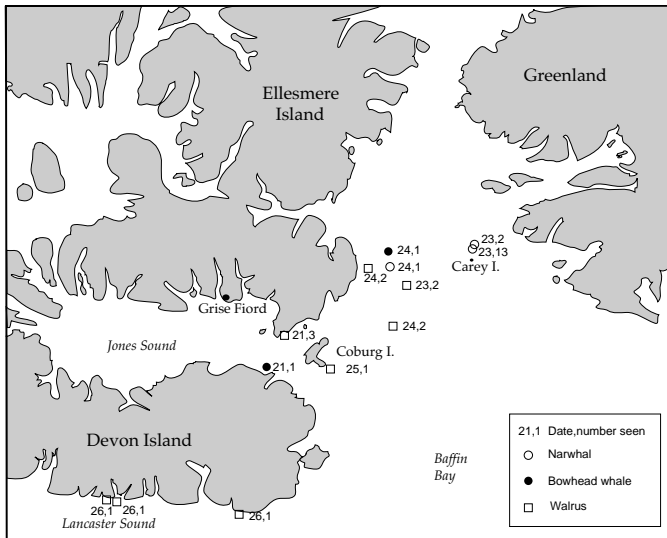 Ellesmere
Island
Greenland
24,1
24,1
24,2
23,2
23,2
23,13
Carey I.
Grise Fiord
24,2
21,3
Jones Sound
Coburg I.
21,1
25,1
Devon Island
Baffin
Bay
26,1
26,1
26,1
Lancaster Sound
21,1 Date,number seen
Narwhal
Bowhead whale
Walrus